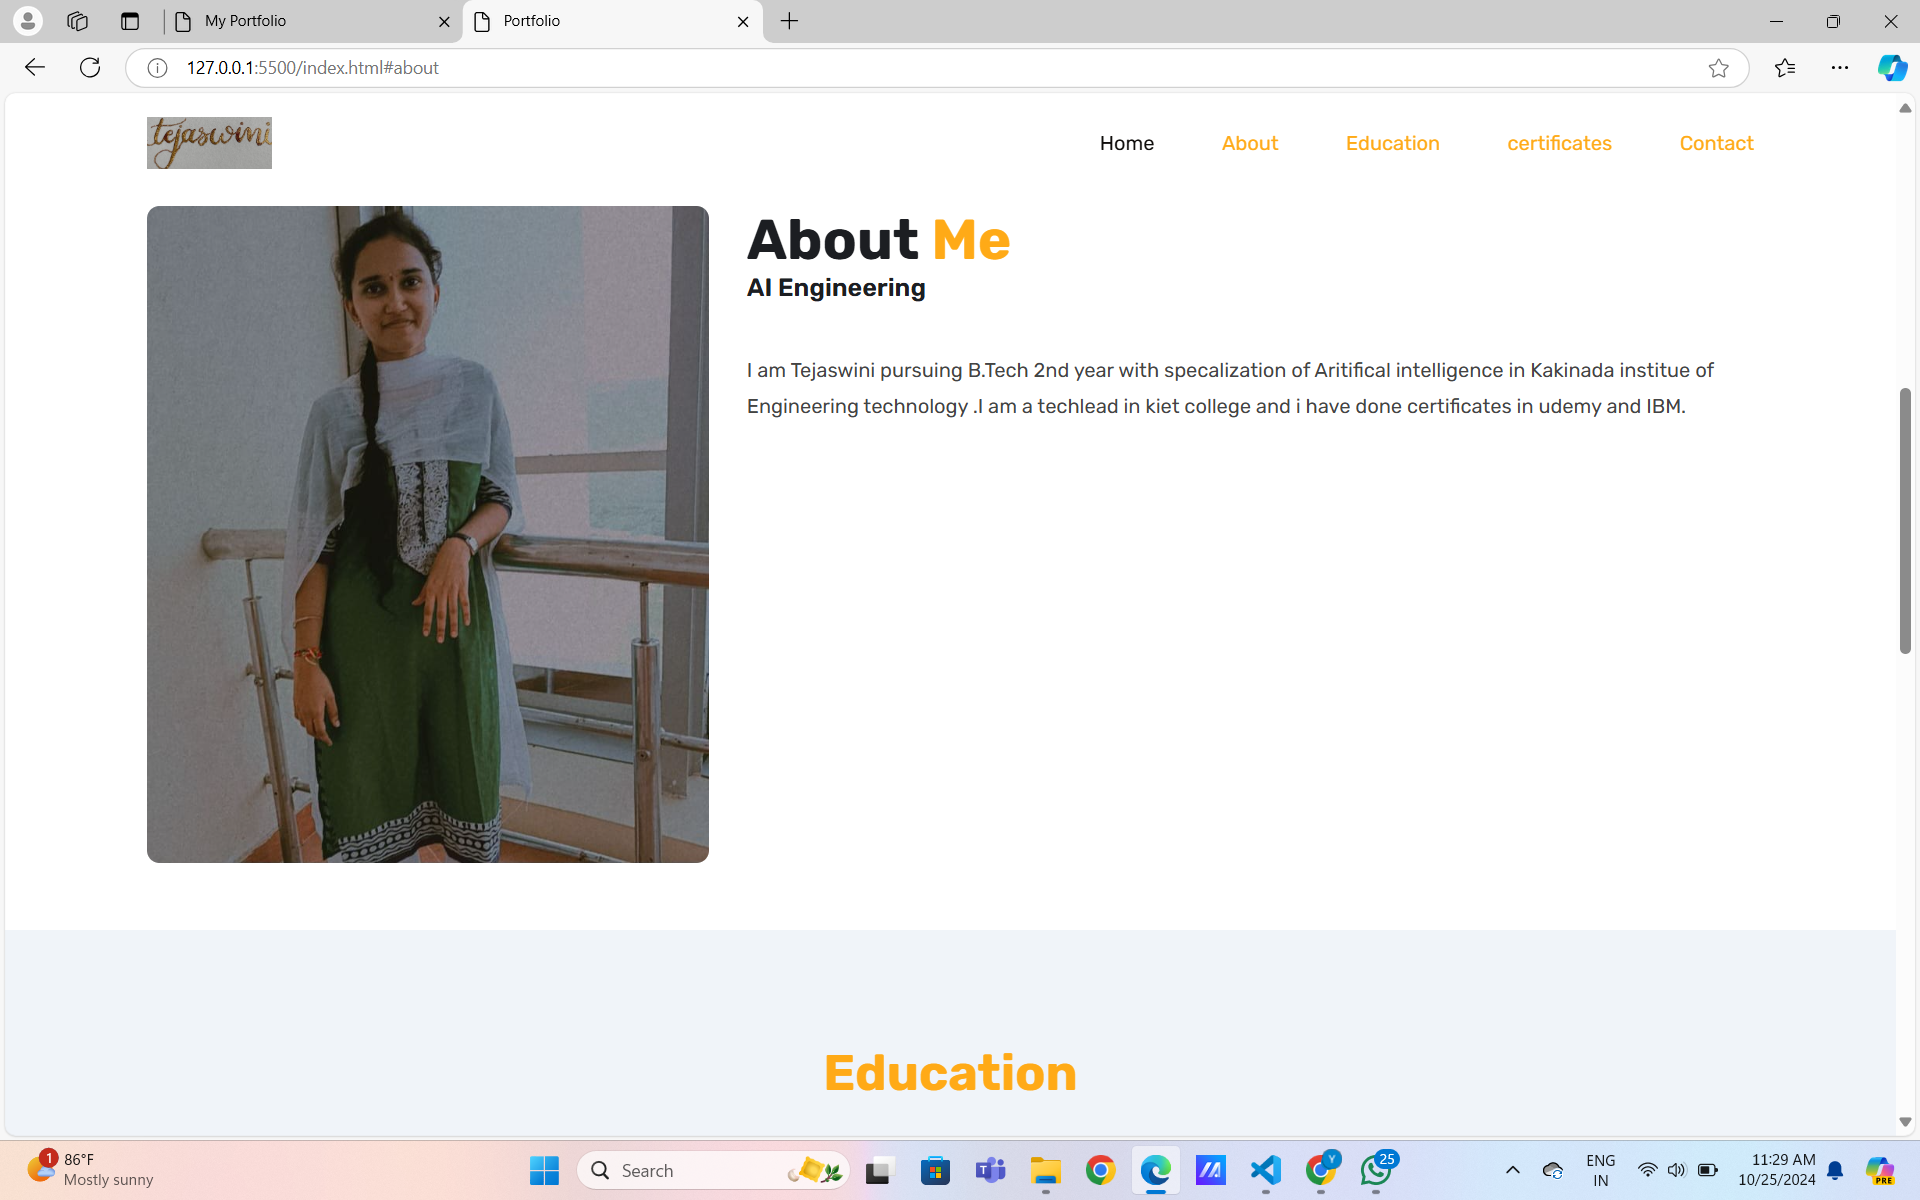 My Portfolio
Portfolio
127.0.0.1:5500/index.html#about
tejaswini
Home About Education certificates Contact
About Me
AI Engineering
I am Tejaswini pursuing B.Tech 2nd year with specalization of Aritifical intelligence in Kakinada institue of
Engineering technology .I am a techlead in kiet college and i have done certificates in udemy and IBM.
Education
1
86°F
Mostly sunny
Search
Y
25
ENG
IN
11:29 AM
10/25/2024
PRE